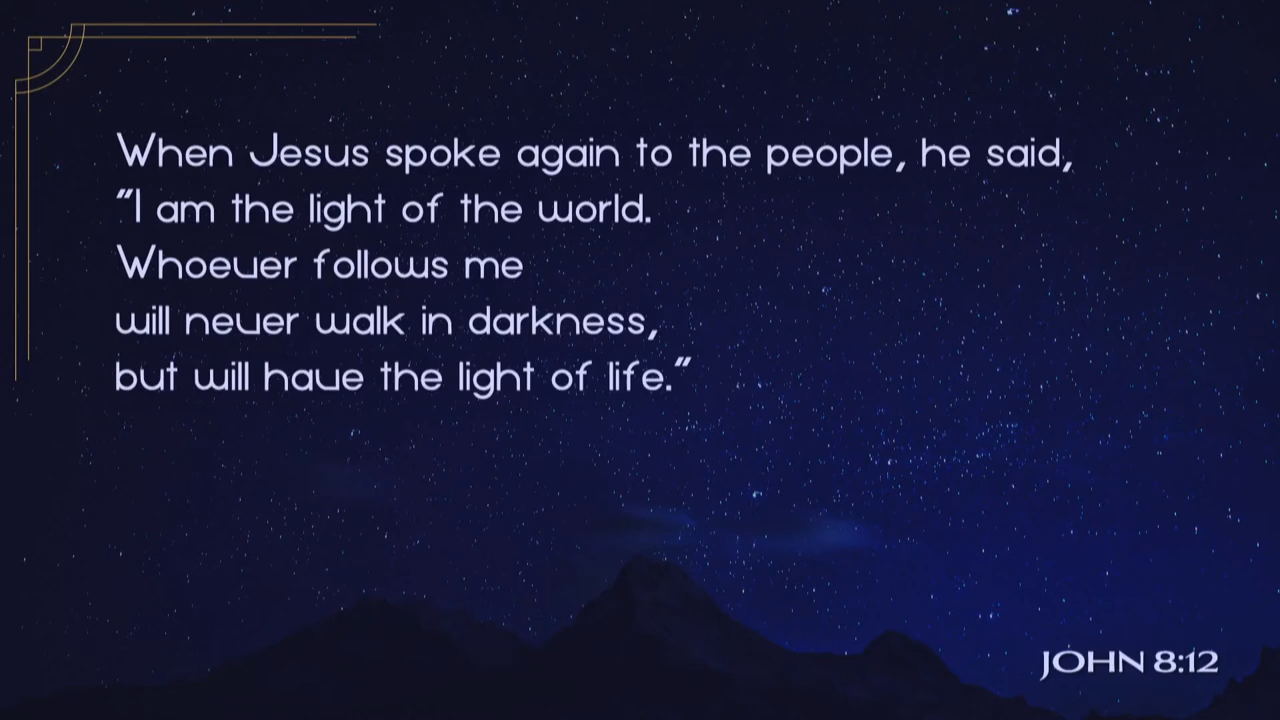 When Jesus spoke again to the people, he said,
"I am the light of the world.
Whoever follows me
will never walk in darkness,
but will have the light of life."
JOHN 8:12